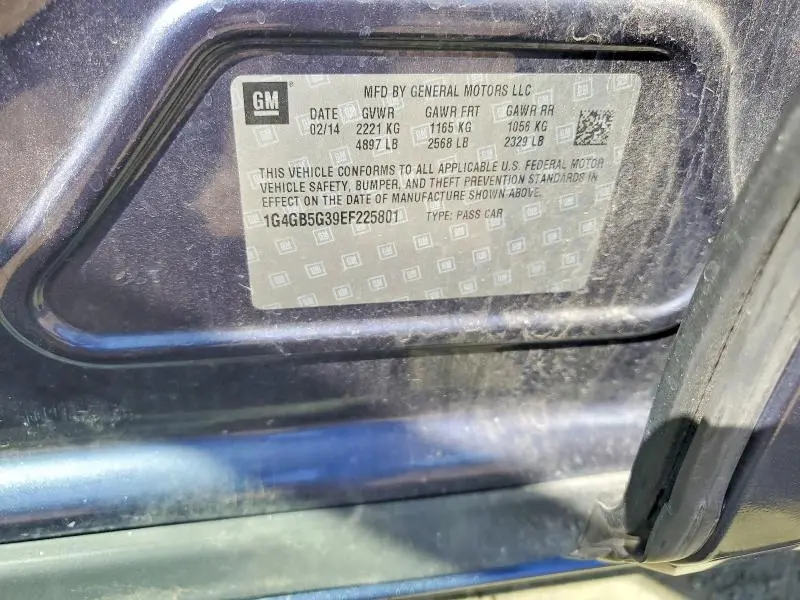 GM MFD BY GENERAL MOTORS LLC
DATE GVWR GAWR FRT GAWR RR
02/14 2221 KG 1165 KG 1056 KG
4897 LB 2568 LB 2329 LB
THIS VEHICLE CONFORMS TO ALL APPLICABLE U.S. FEDERAL MOTOR
VEHICLE SAFETY, BUMPER, AND THEFT PREVENTION STANDARDS IN
EFFECT ON THE DATE OF MANUFACTURE SHOWN ABOVE.
1G4GB5G39EF225801 TYPE: PASS CAR